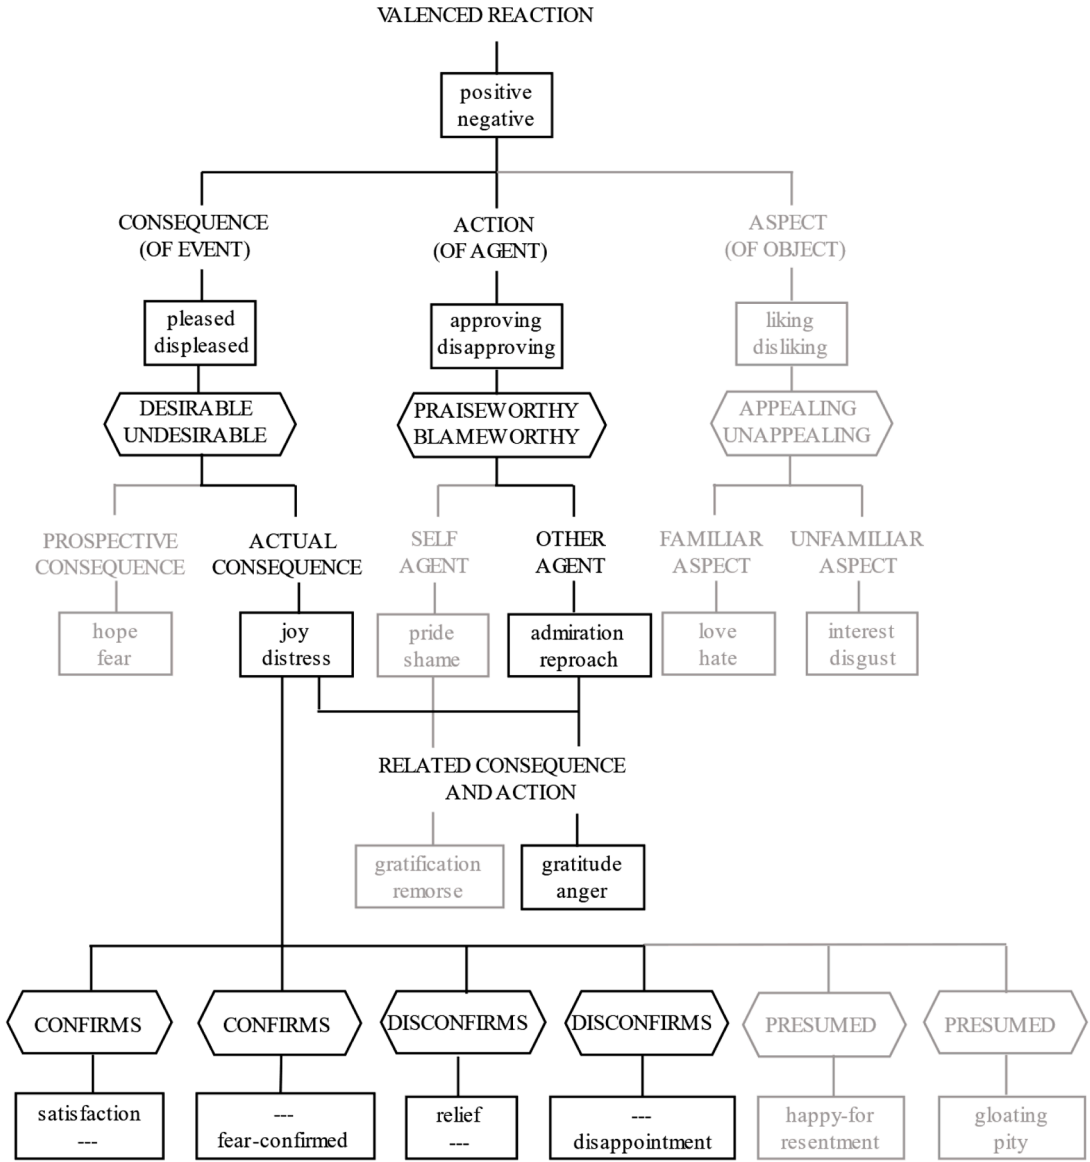 VALENCED REACTION
positive
negative
CONSEQUENCE
(OF EVENT)
ACTION
(OF AGENT)
ASPECT
(OF OBJECT)
pleased
displeased
approving
disapproving
liking
disliking
DESIRABLE
UNDESIRABLE
PRAISEWORTHY
BLAMEWORTHY
APPEALING
UNAPPEALING
PROSPECTIVE
CONSEQUENCE
ACTUAL
CONSEQUENCE
SELF
AGENT
OTHER
AGENT
FAMILIAR
ASPECT
UNFAMILIAR
ASPECT
hope
fear
joy
distress
pride
shame
admiration
reproach
love
hate
interest
disgust
RELATED CONSEQUENCE
AND ACTION
gratification
remorse
gratitude
anger
CONFIRMS
CONFIRMS
DISCONFIRMS
DISCONFIRMS
PRESUMED
PRESUMED
satisfaction
---
---
fear-confirmed
relief
---
---
disappointment
happy-for
resentment
gloating
pity